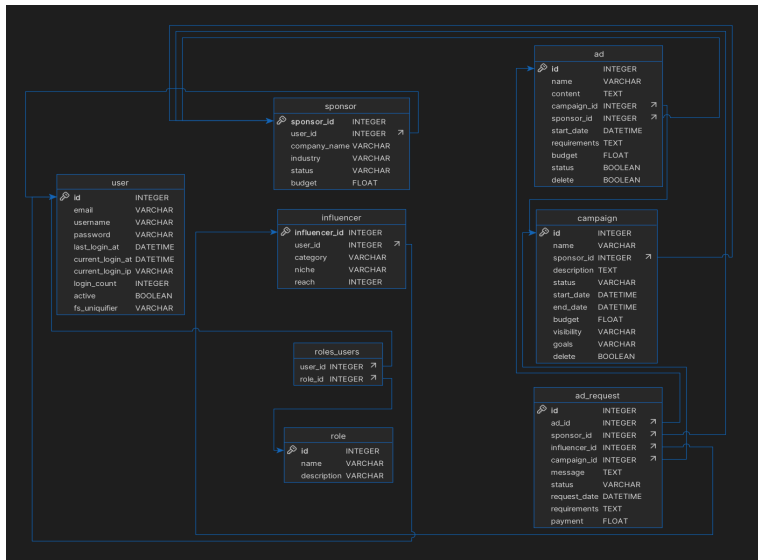 sponsor
sponsor_id INTEGER
user_id INTEGER
company_name VARCHAR
industry VARCHAR
status VARCHAR
budget FLOAT
user
id INTEGER
email VARCHAR
username VARCHAR
password VARCHAR
last_login_at DATETIME
current_login_at DATETIME
current_login_ip VARCHAR
login_count INTEGER
active BOOLEAN
fs_uniquifier VARCHAR
influencer
influencer_id INTEGER
user_id INTEGER
category VARCHAR
niche VARCHAR
reach INTEGER
roles_users
user_id INTEGER
role_id INTEGER
role
id INTEGER
name VARCHAR
description VARCHAR
ad
id INTEGER
name VARCHAR
content TEXT
campaign_id INTEGER
sponsor_id INTEGER
start_date DATETIME
requirements TEXT
budget FLOAT
status BOOLEAN
delete BOOLEAN
campaign
id INTEGER
name VARCHAR
sponsor_id INTEGER
description TEXT
status VARCHAR
start_date DATETIME
end_date DATETIME
budget FLOAT
visibility VARCHAR
goals VARCHAR
delete BOOLEAN
ad_request
id INTEGER
ad_id INTEGER
sponsor_id INTEGER
influencer_id INTEGER
campaign_id INTEGER
message TEXT
status VARCHAR
request_date DATETIME
requirements TEXT
payment FLOAT